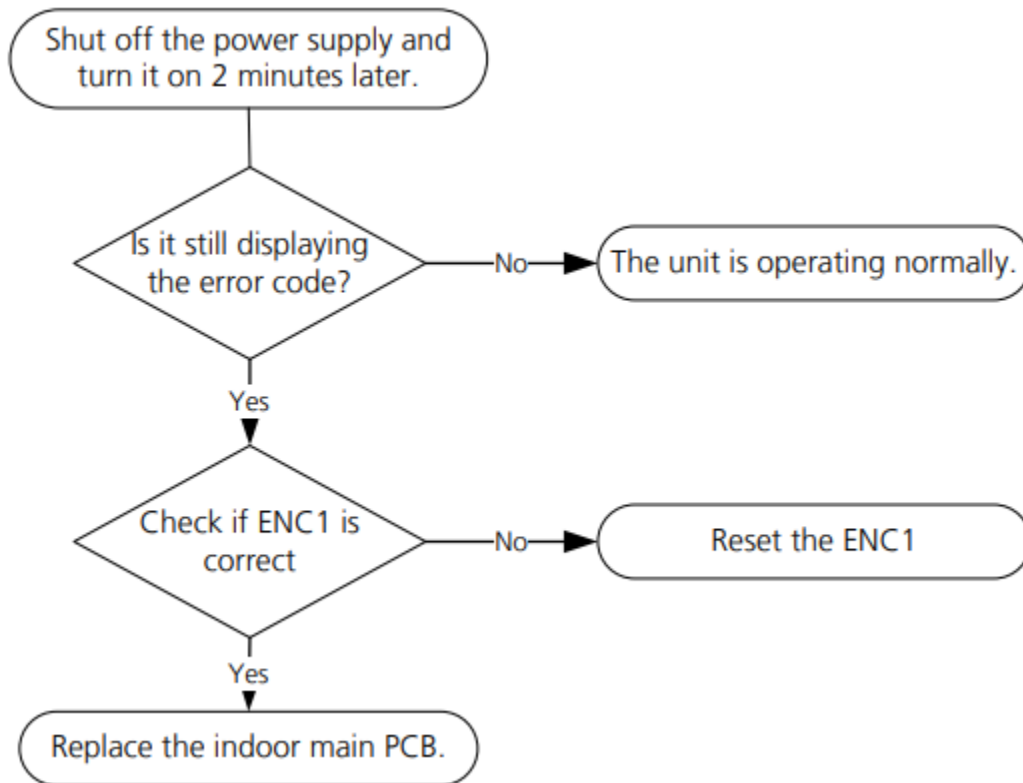 Shut off the power supply and
turn it on 2 minutes later.
Is it still displaying
the error code?
No
The unit is operating normally.
Yes
Check if ENC1 is
correct
No
Reset the ENC1
Yes
Replace the indoor main PCB.